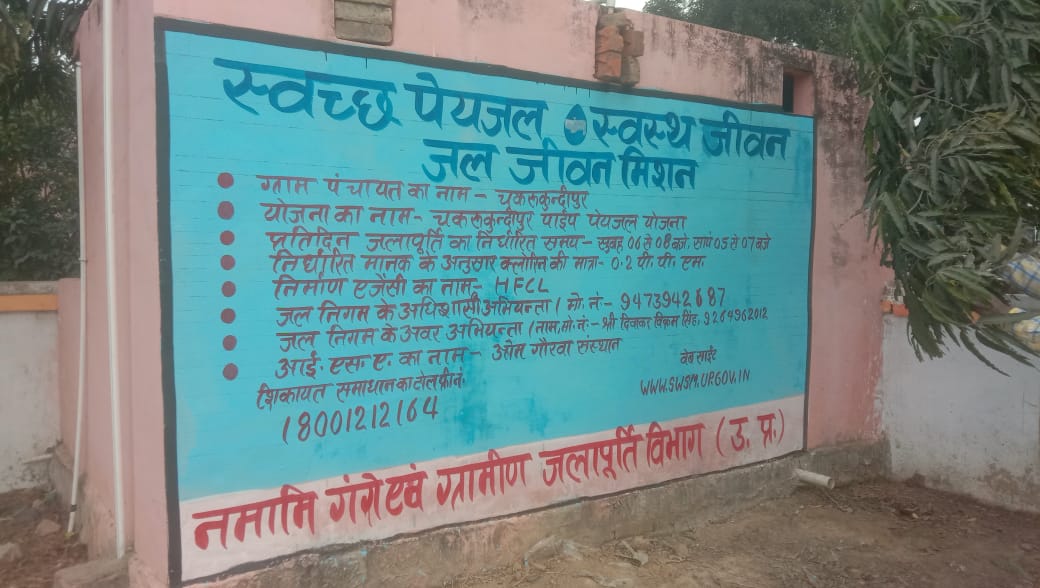 स्वच्छ पेयजल स्वस्थ जीवन
जल जीवन मिशन
ग्राम पंचायत का नाम - चकरुकुन्दीपुर
योजना का नाम - चकरुकुन्दीपुर पाईप पेयजल योजना
प्रतिदिन जलापूर्ति का निर्धारित समय - सुबह 06 से 08 बजे, सायं 05 से 07 बजे
निर्धारित मानक के अनुसार क्लोरिन की मात्रा - 0.2 पी. पी. एम.
निर्माण एजेंसी का नाम - HFCL
जल निगम के अधिशासी अभियन्ता / मो. नं - 9473942687
जल निगम के अवर अभियन्ता / नाम, मो. नं: - श्री दिवाकर विक्रम सिंह, 9264962012
आई. एस. ए. का नाम - ओम गौरवा संस्थान
शिकायत समाधान का टोल फ्री नं.
18001212164
वेब साईट
WWW.SWSM.UP.GOV.IN
नमामि गंगे एवं ग्रामीण जलापूर्ति विभाग (उ. प्र.)